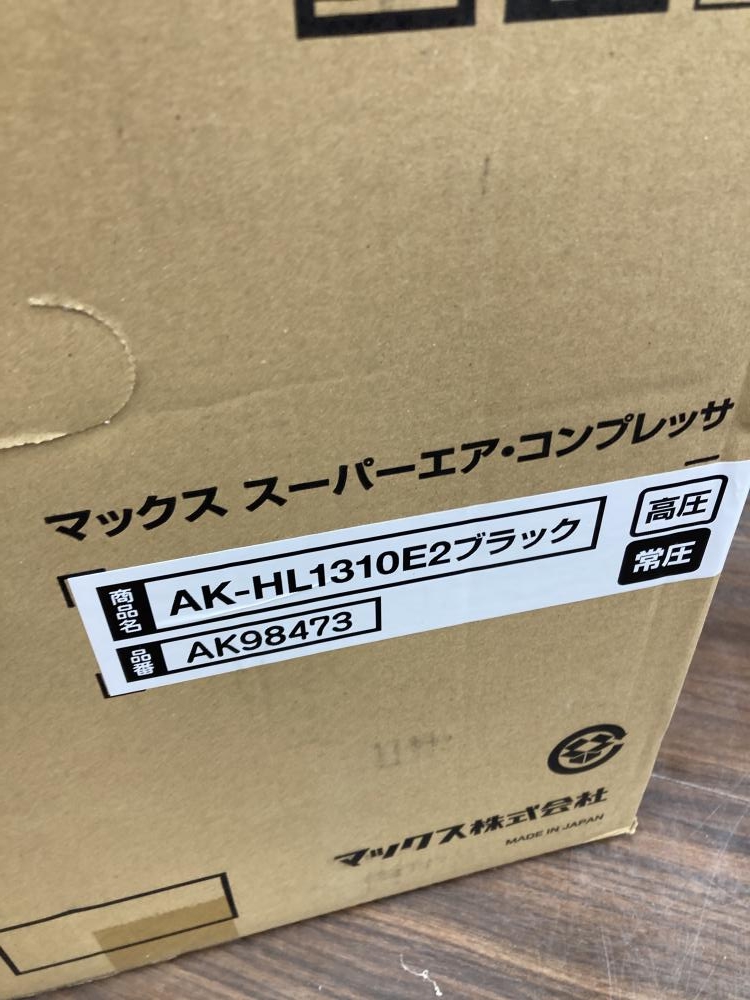 マックス スーパーエア・コンプレッサ
商品名 AK-HL1310E2ブラック
高圧
常圧
品番 AK98473
マックス株式会社
MADE IN JAPAN